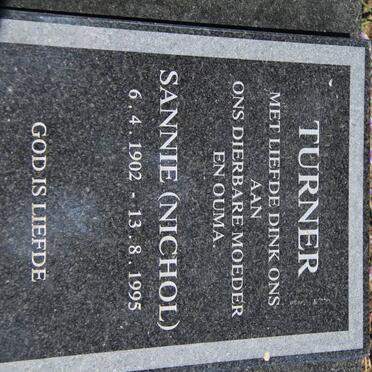 TURNER
MET LIEFDE DINK ONS
AAN
ONS DIERBARE MOEDER
EN OUMA
SANNIE (NICHOL)
6 . 4 . 1902 - 13 . 8 . 1995
GOD IS LIEFDE